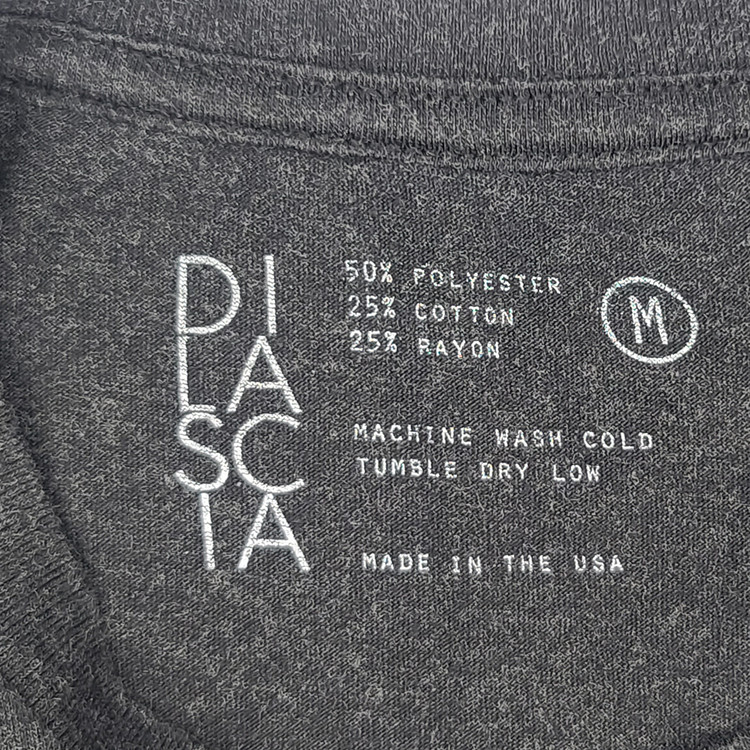 DI
LA
SC
IA
50% POLYESTER
25% COTTON
25% RAYON
M
MACHINE WASH COLD
TUMBLE DRY LOW
MADE IN THE USA